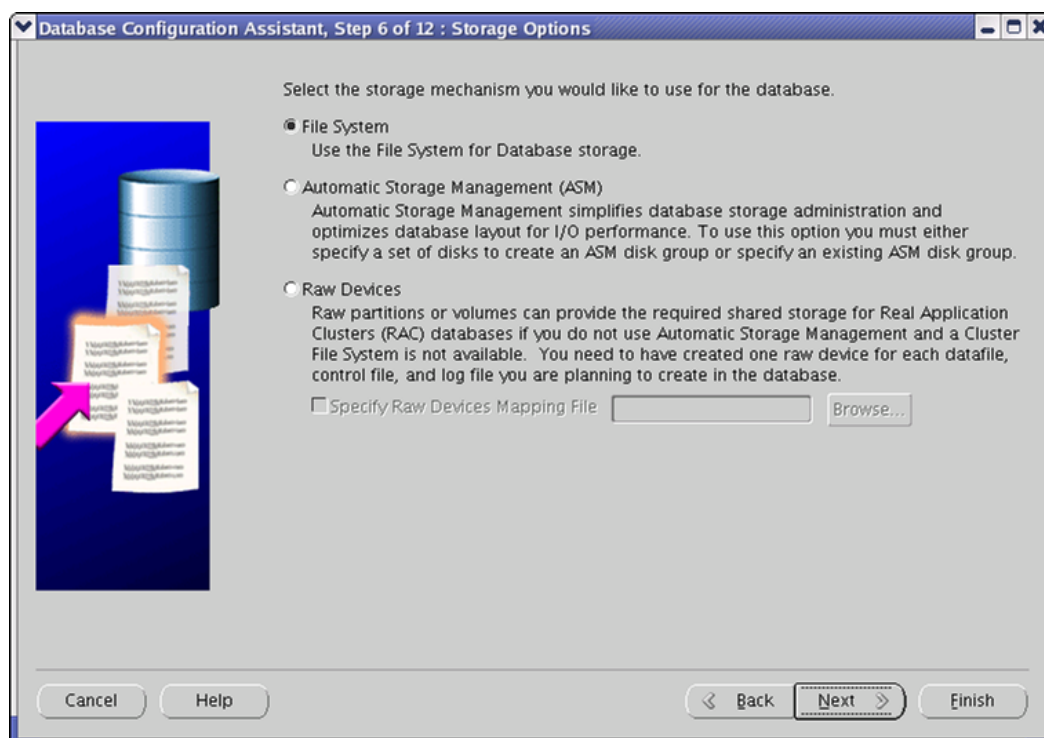 Database Configuration Assistant, Step 6 of 12 : Storage Options
Select the storage mechanism you would like to use for the database.
File System
Use the File System for Database storage.
Automatic Storage Management (ASM)
Automatic Storage Management simplifies database storage administration and
optimizes database layout for I/O performance. To use this option you must either
specify a set of disks to create an ASM disk group or specify an existing ASM disk group.
Raw Devices
Raw partitions or volumes can provide the required shared storage for Real Application
Clusters (RAC) databases if you do not use Automatic Storage Management and a Cluster
File System is not available. You need to have created one raw device for each datafile,
control file, and log file you are planning to create in the database.
Specify Raw Devices Mapping File
Browse...
Cancel
Help
Back
Next
Finish